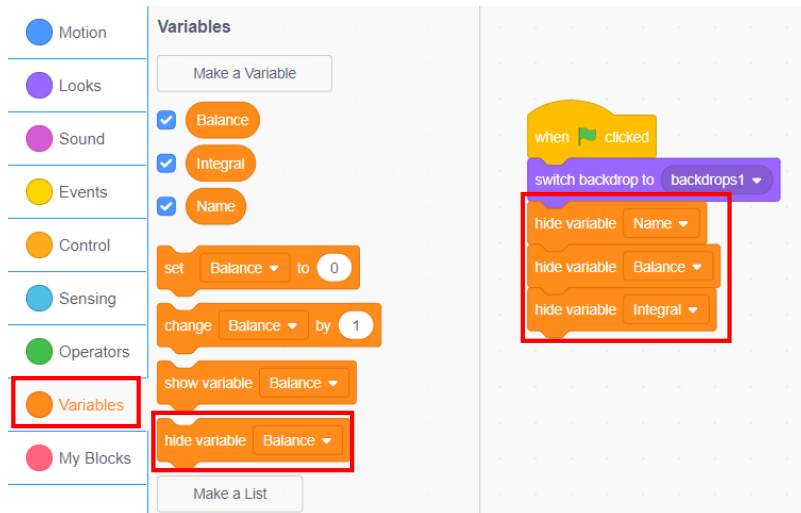 Motion
Looks
Sound
Events
Control
Sensing
Operators
Variables
My Blocks
Variables
Make a Variable
Balance
Integral
Name
set Balance to 0
change Balance by 1
show variable Balance
hide variable Balance
Make a List
when clicked
switch backdrop to backdrops1
hide variable Name
hide variable Balance
hide variable Integral